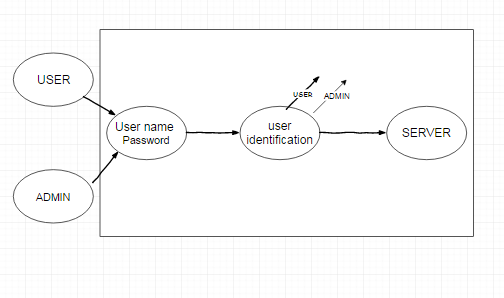 USER
ADMIN
User name
Password
user
identification
USER
ADMIN
SERVER